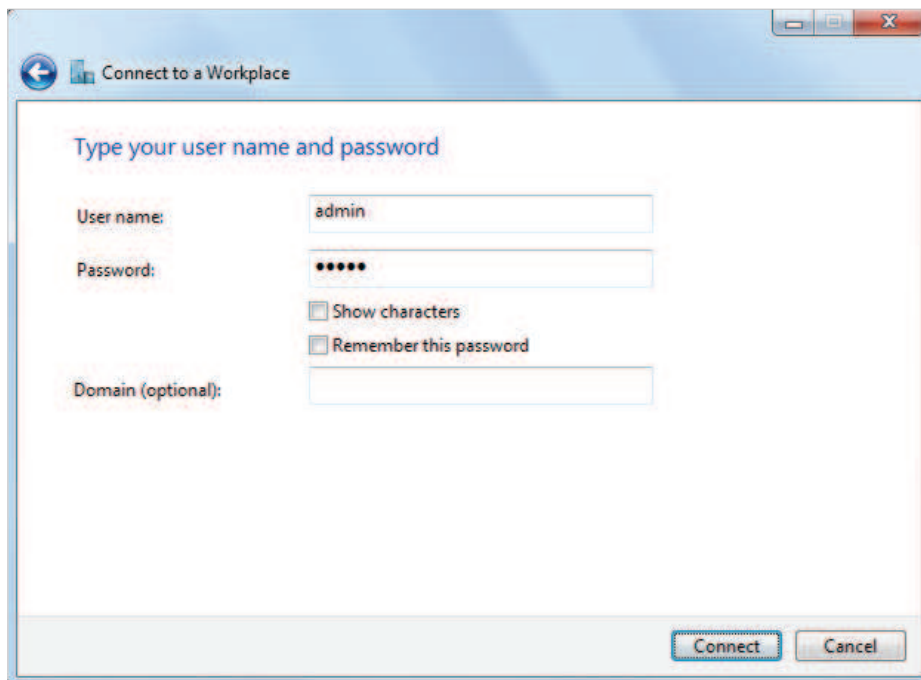 Connect to a Workplace
Type your user name and password
User name:
admin
Password:
•••••
Show characters
Remember this password
Domain (optional):
Connect
Cancel